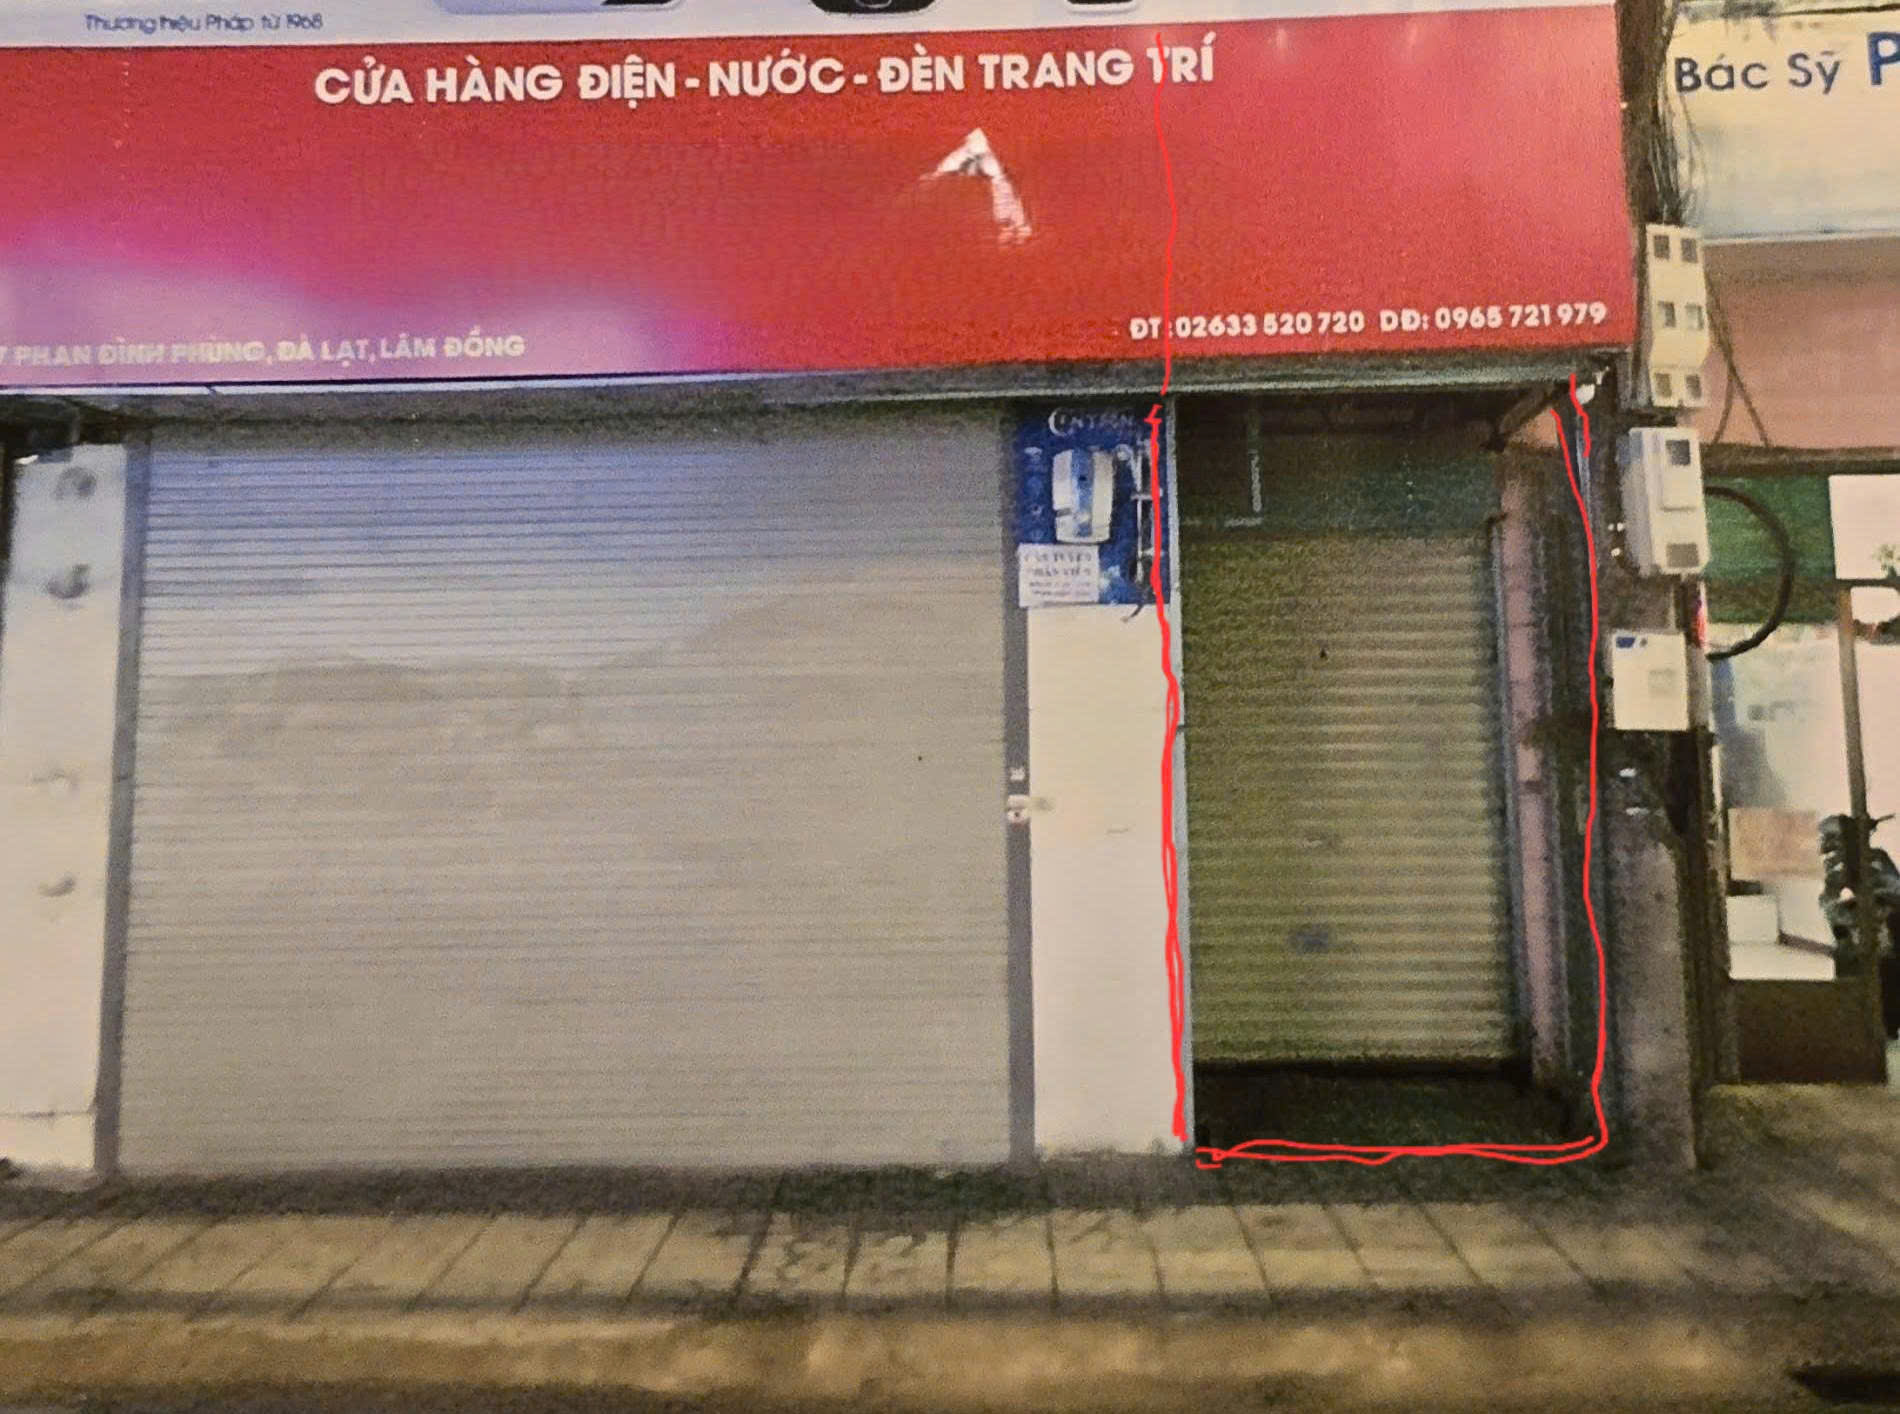 Thương hiệu Pháp từ 1968
CỬA HÀNG ĐIỆN - NƯỚC - ĐÈN TRANG TRÍ
Bác Sỹ P
ĐT: 02633 520 720 DĐ: 0965 721 979
7 PHAN ĐÌNH PHÙNG, ĐÀ LẠT, LÂM ĐỒNG